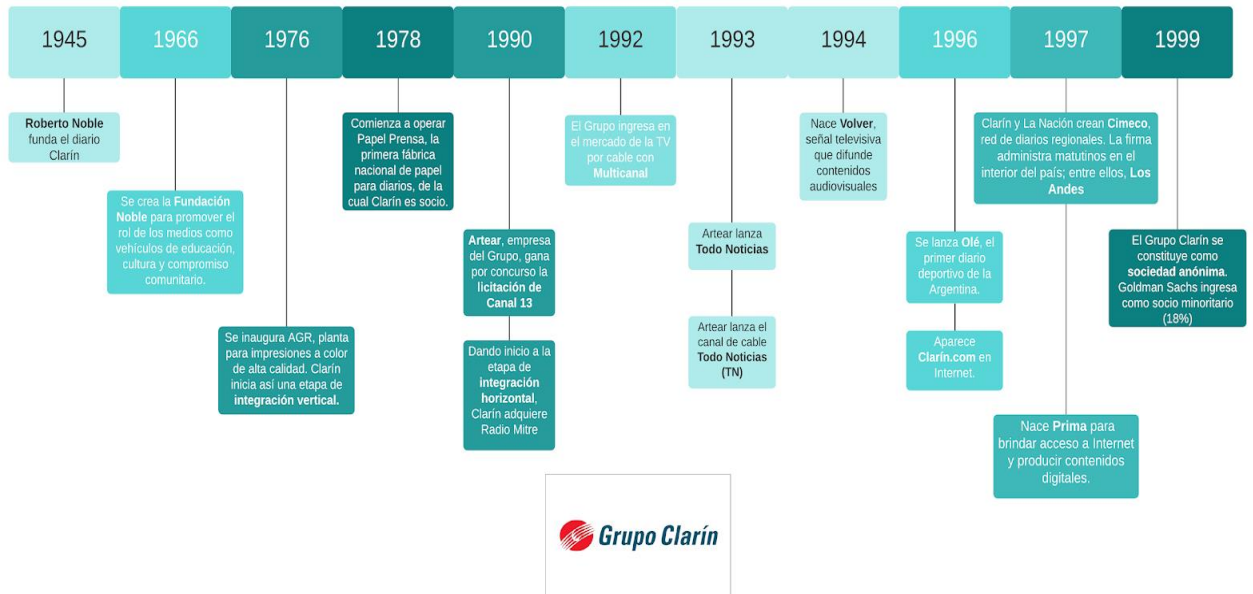 1945
1966
1976
1978
1990
1992
1993
1994
1996
1997
1999
Roberto Noble
funda el diario
Clarín
Se crea la Fundación
Noble para promover el
rol de los medios como
vehículos de educación,
cultura y compromiso
comunitario.
Se inaugura AGR, planta
para impresiones a color
de alta calidad. Clarín
inicia así una etapa de
integración vertical.
Comienza a operar
Papel Prensa, la
primera fábrica
nacional de papel
para diarios, de la
cual Clarín es socio.
Artear, empresa
del Grupo, gana
por concurso la
licitación de
Canal 13
Dando inicio a la
etapa de
integración
horizontal,
Clarín adquiere
Radio Mitre
El Grupo ingresa en
el mercado de la TV
por cable con
Multicanal
Artear lanza
Todo Noticias
Artear lanza el
canal de cable
Todo Noticias
(TN)
Nace Volver,
señal televisiva
que difunde
contenidos
audiovisuales
Se lanza Olé, el
primer diario
deportivo de la
Argentina.
Aparece
Clarín.com en
Internet.
Clarín y La Nación crean Cimeco,
red de diarios regionales. La firma
administra matutinos en el
interior del país; entre ellos, Los
Andes
Nace Prima para
brindar acceso a Internet
y producir contenidos
digitales.
El Grupo Clarín se
constituye como
sociedad anónima.
Goldman Sachs ingresa
como socio minoritario
(18%)
Grupo Clarín